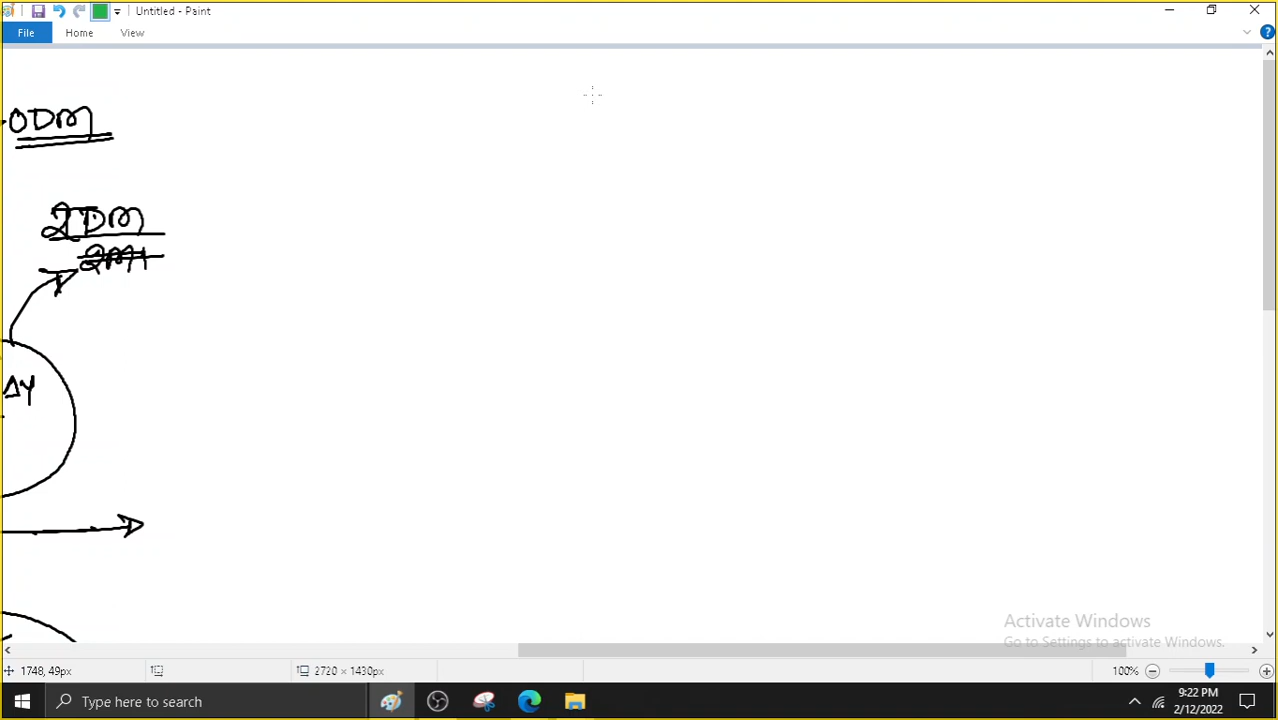 Untitled - Paint
File Home View
ODM
2DM
ΔY
Activate Windows
Go to Settings to activate Windows.
1748, 49px
2720 × 1430px
100%
Type here to search
9:22 PM
2/12/2022